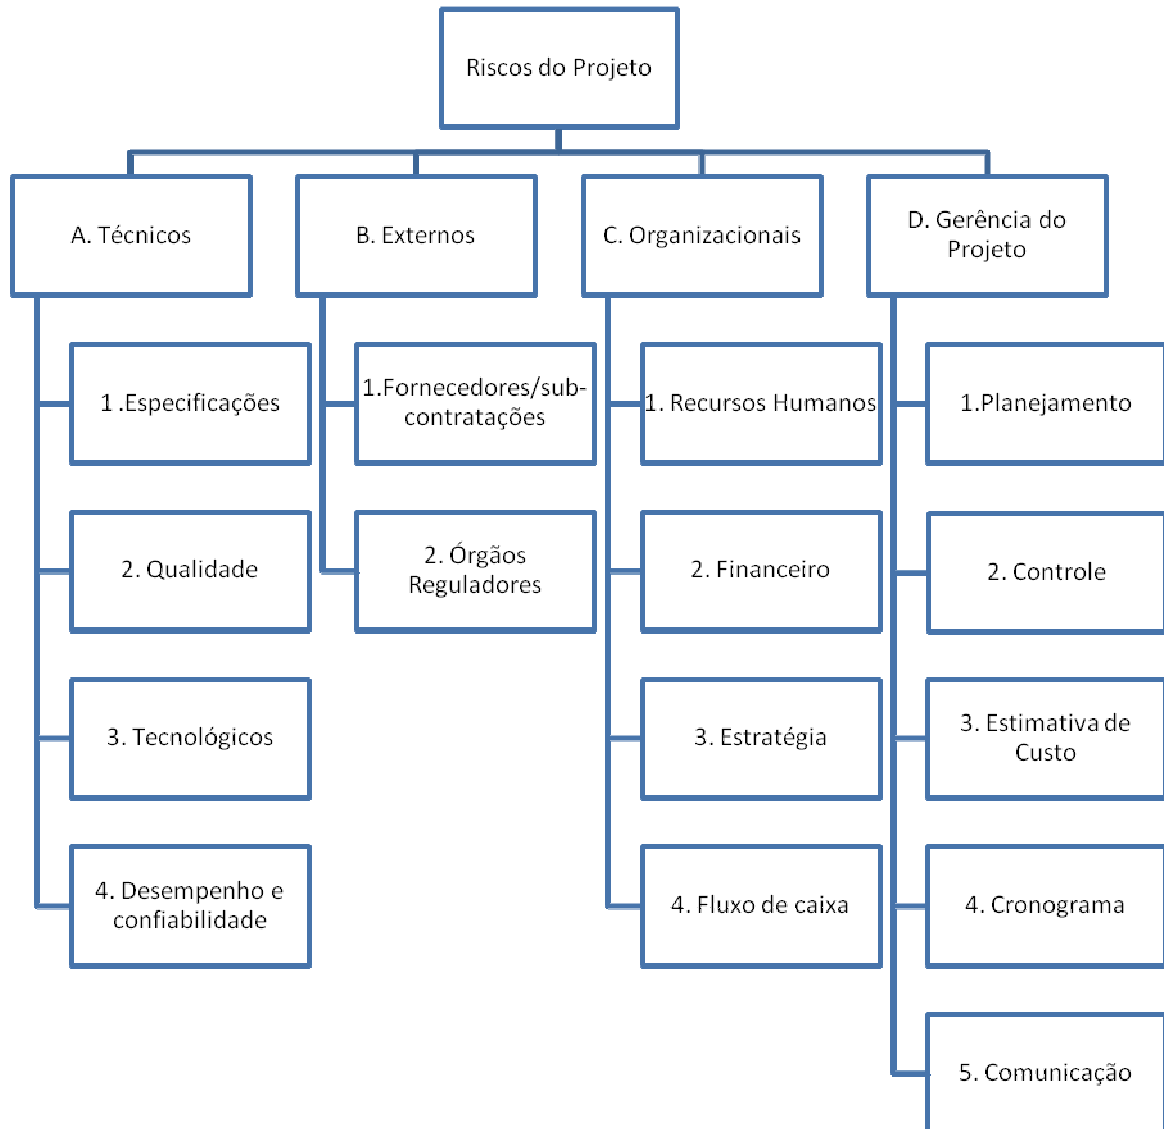 Riscos do Projeto
A. Técnicos
B. Externos
C. Organizacionais
D. Gerência do
Projeto
1.Especificações
2. Qualidade
3. Tecnológicos
4. Desempenho e
confiabilidade
1.Fornecedores/sub-
contratações
2. Órgãos
Reguladores
1. Recursos Humanos
2. Financeiro
3. Estratégia
4. Fluxo de caixa
1.Planejamento
2. Controle
3. Estimativa de
Custo
4. Cronograma
5. Comunicação